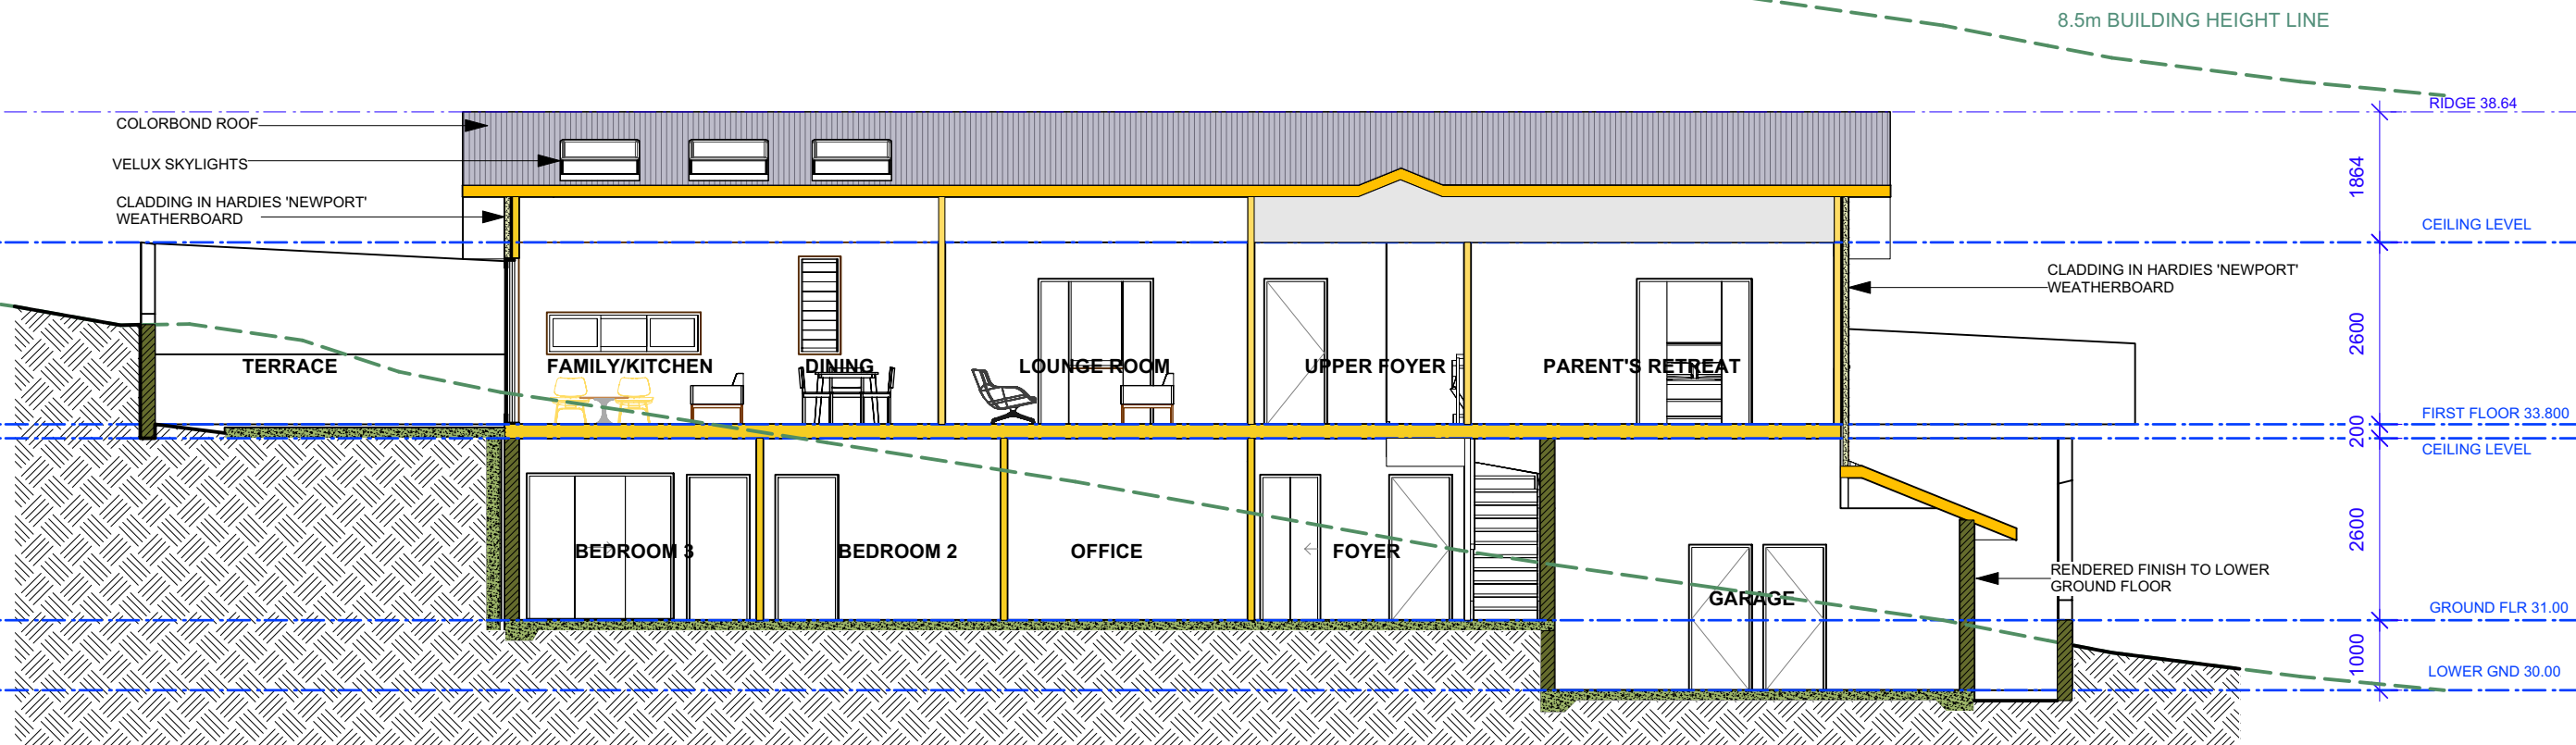 8.5m BUILDING HEIGHT LINE
RIDGE 38.64
COLORBOND ROOF
VELUX SKYLIGHTS
CLADDING IN HARDIES 'NEWPORT'
WEATHERBOARD
1864
CEILING LEVEL
CLADDING IN HARDIES 'NEWPORT'
WEATHERBOARD
2600
TERRACE
FAMILY/KITCHEN
DINING
LOUNGE ROOM
UPPER FOYER
PARENT'S RETREAT
FIRST FLOOR 33.800
200
CEILING LEVEL
2600
BEDROOM 3
BEDROOM 2
OFFICE
FOYER
GARAGE
RENDERED FINISH TO LOWER
GROUND FLOOR
GROUND FLR 31.00
1000
LOWER GND 30.00